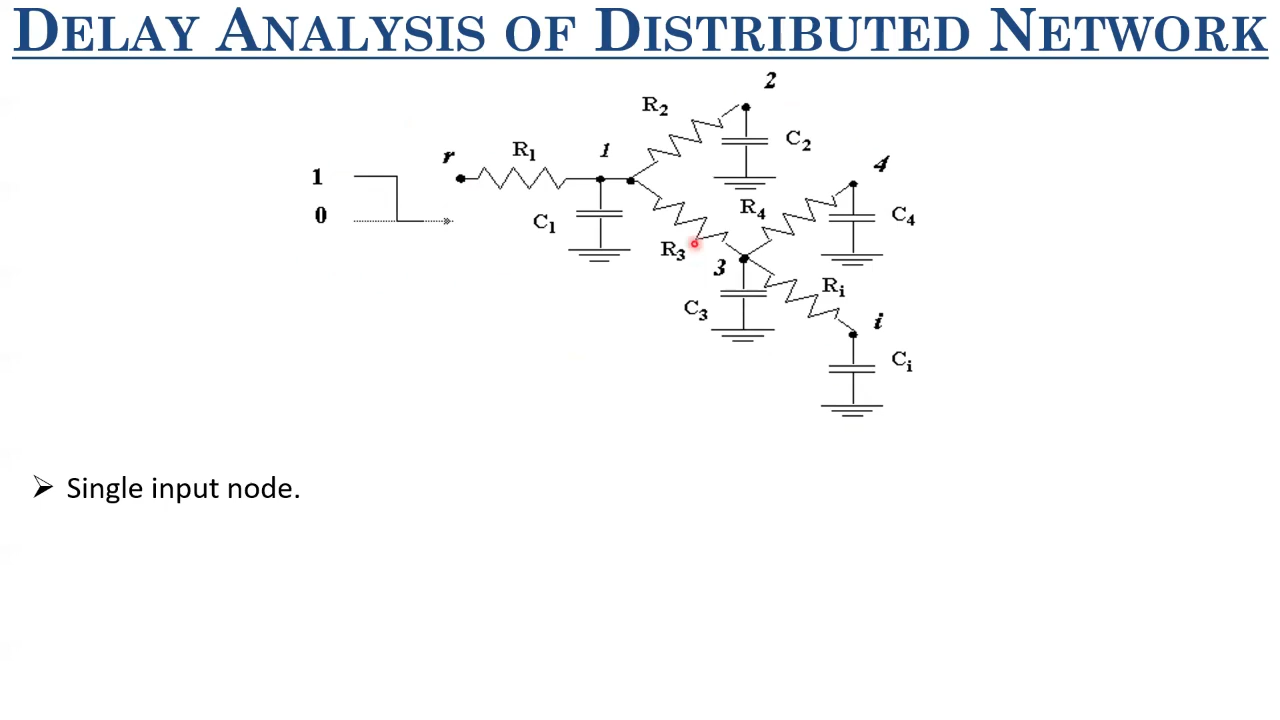 DELAY ANALYSIS OF DISTRIBUTED NETWORK
2
R2
C2
r
R1
1
4
1
0
C1
R4
C4
R3
3
Ri
C3
i
Ci
➢ Single input node.